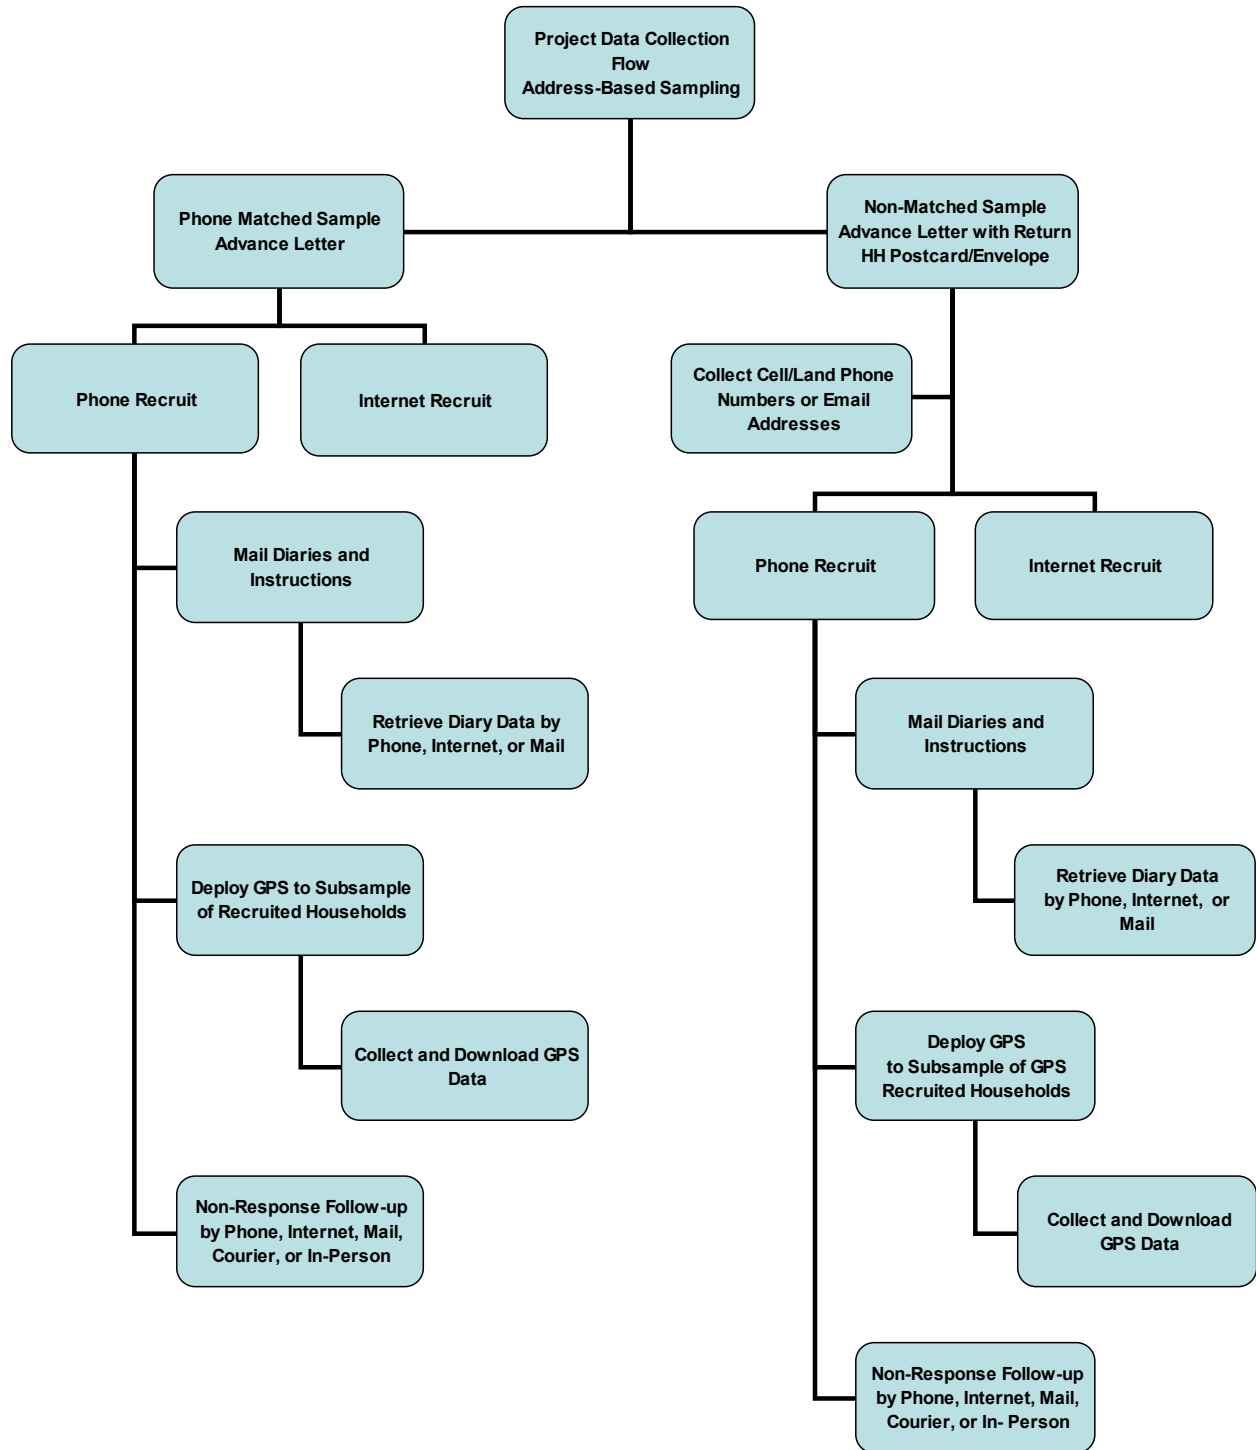 Project Data Collection
Flow
Address-Based Sampling
Phone Matched Sample
Advance Letter
Non-Matched Sample
Advance Letter with Return
HH Postcard/Envelope
Phone Recruit
Internet Recruit
Collect Cell/Land Phone
Numbers or Email
Addresses
Mail Diaries and
Instructions
Phone Recruit
Internet Recruit
Retrieve Diary Data by
Phone, Internet, or Mail
Mail Diaries and
Instructions
Deploy GPS to Subsample
of Recruited Households
Retrieve Diary Data
by Phone, Internet, or
Mail
Collect and Download GPS
Data
Deploy GPS
to Subsample of GPS
Recruited Households
Non-Response Follow-up
by Phone, Internet, Mail,
Courier, or In-Person
Collect and Download
GPS Data
Non-Response Follow-up
by Phone, Internet, Mail,
Courier, or In- Person